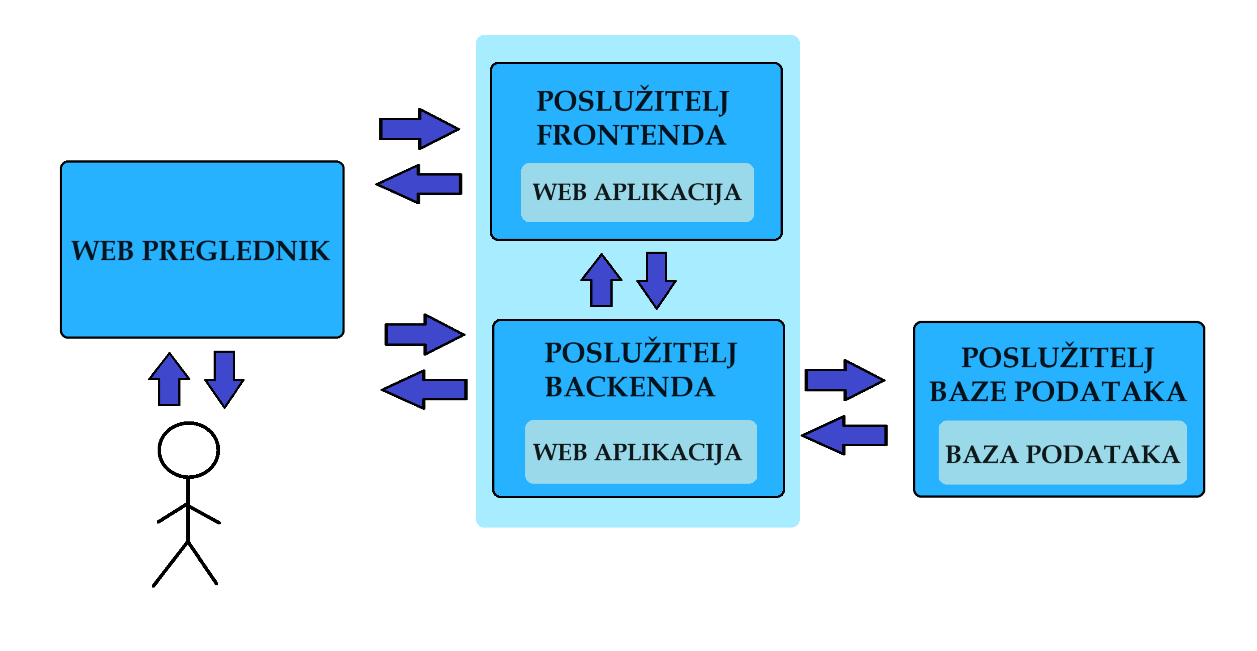 WEB PREGLEDNIK
POSLUŽITELJ
FRONTENDA
WEB APLIKACIJA
POSLUŽITELJ
BACKENDA
WEB APLIKACIJA
POSLUŽITELJ
BAZE PODATAKA
BAZA PODATAKA